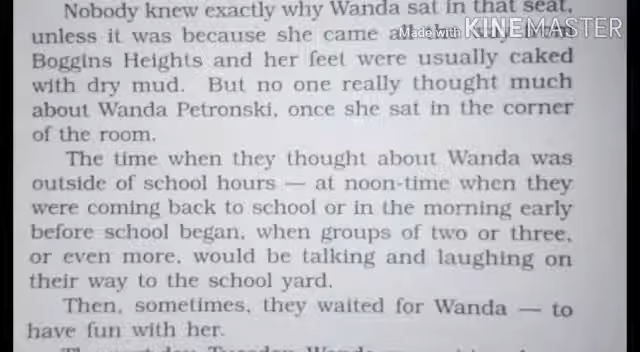 Nobody knew exactly why Wanda sat in that seat,
unless it was because she came all
Made with KINEMASTER
Boggins Heights and her feet were usually caked
with dry mud. But no one really thought much
about Wanda Petronski, once she sat in the corner
of the room.
The time when they thought about Wanda was
outside of school hours — at noon-time when they
were coming back to school or in the morning early
before school began, when groups of two or three,
or even more, would be talking and laughing on
their way to the school yard.
Then, sometimes, they waited for Wanda — to
have fun with her.